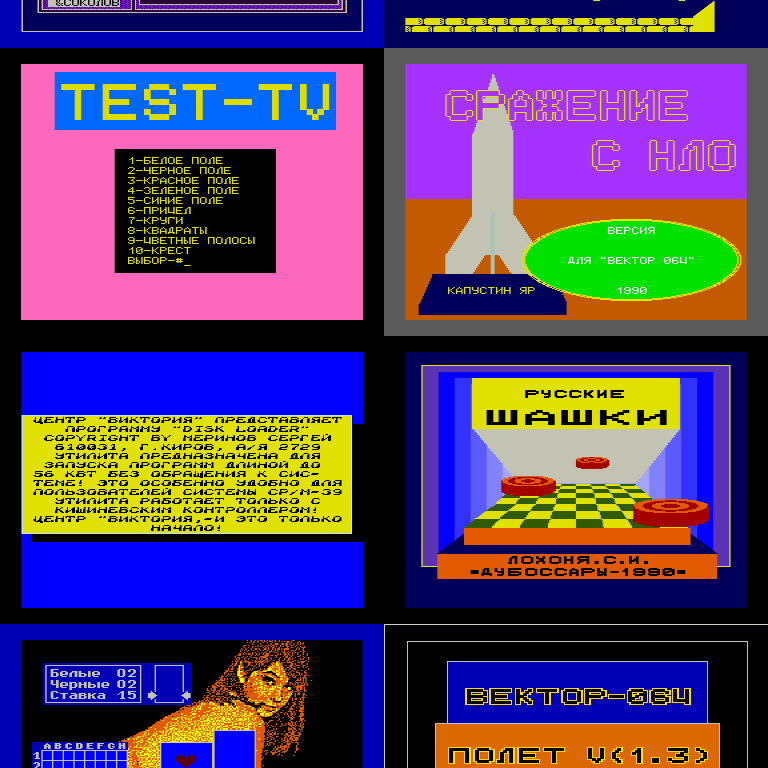 &СОКОЛОВ
TEST-TV
1-БЕЛОЕ ПОЛЕ
2-ЧЕРНОЕ ПОЛЕ
3-КРАСНОЕ ПОЛЕ
4-ЗЕЛЕНОЕ ПОЛЕ
5-СИНИЕ ПОЛЕ
6-ПРИЦЕЛ
7-КРУГИ
8-КВАДРАТЫ
9-ЦВЕТНЫЕ ПОЛОСЫ
10-КРЕСТ
ВЫБОР-#_
СРАЖЕНИЕ
С НЛО
ВЕРСИЯ
ДЛЯ "ВЕКТОР 06Ц"
1990
КАПУСТИН ЯР
ЦЕНТР "ВИКТОРИЯ" ПРЕДСТАВЛЯЕТ
ПРОГРАММУ "DISK LOADER"
COPYRIGHT BY МЕРИНОВ СЕРГЕЙ
610031, Г.КИРОВ, А/Я 2729
УТИЛИТА ПРЕДНАЗНАЧЕНА ДЛЯ
ЗАПУСКА ПРОГРАММ ДЛИНОЙ ДО
56 КБТ БЕЗ ОБРАЩЕНИЯ К СИС-
ТЕМЕ! ЭТО ОСОБЕННО УДОБНО ДЛЯ
ПОЛЬЗОВАТЕЛЕЙ СИСТЕМЫ CP/M-39
УТИЛИТА РАБОТАЕТ ТОЛЬКО С
КИШИНЕВСКИМ КОНТРОЛЛЕРОМ!
ЦЕНТР "ВИКТОРИЯ,-И ЭТО ТОЛЬКО
НАЧАЛО!
РУССКИЕ
ШАШКИ
ЛОХОНЯ.С.И.
=ДУБОССАРЫ-1990=
Белые 02
Черные 02
Ставка 15
ABCDEFGH
1
2
ВЕКТОР-06Ц
ПОЛЕТ V(1.3)